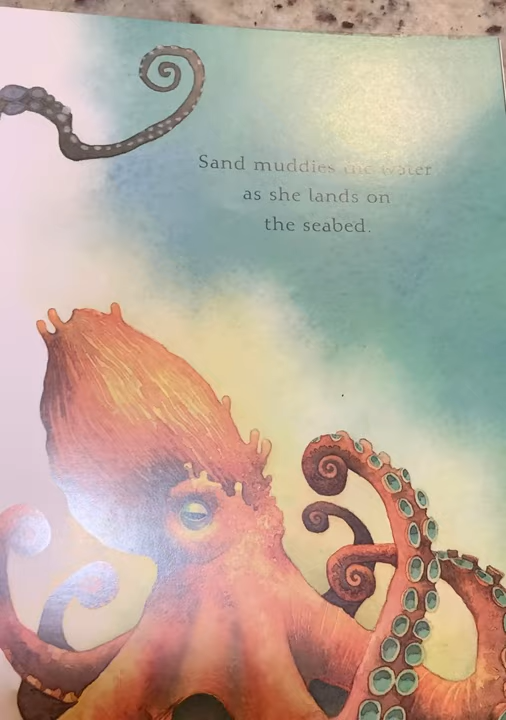 Sand muddies the water
as she lands on
the seabed.